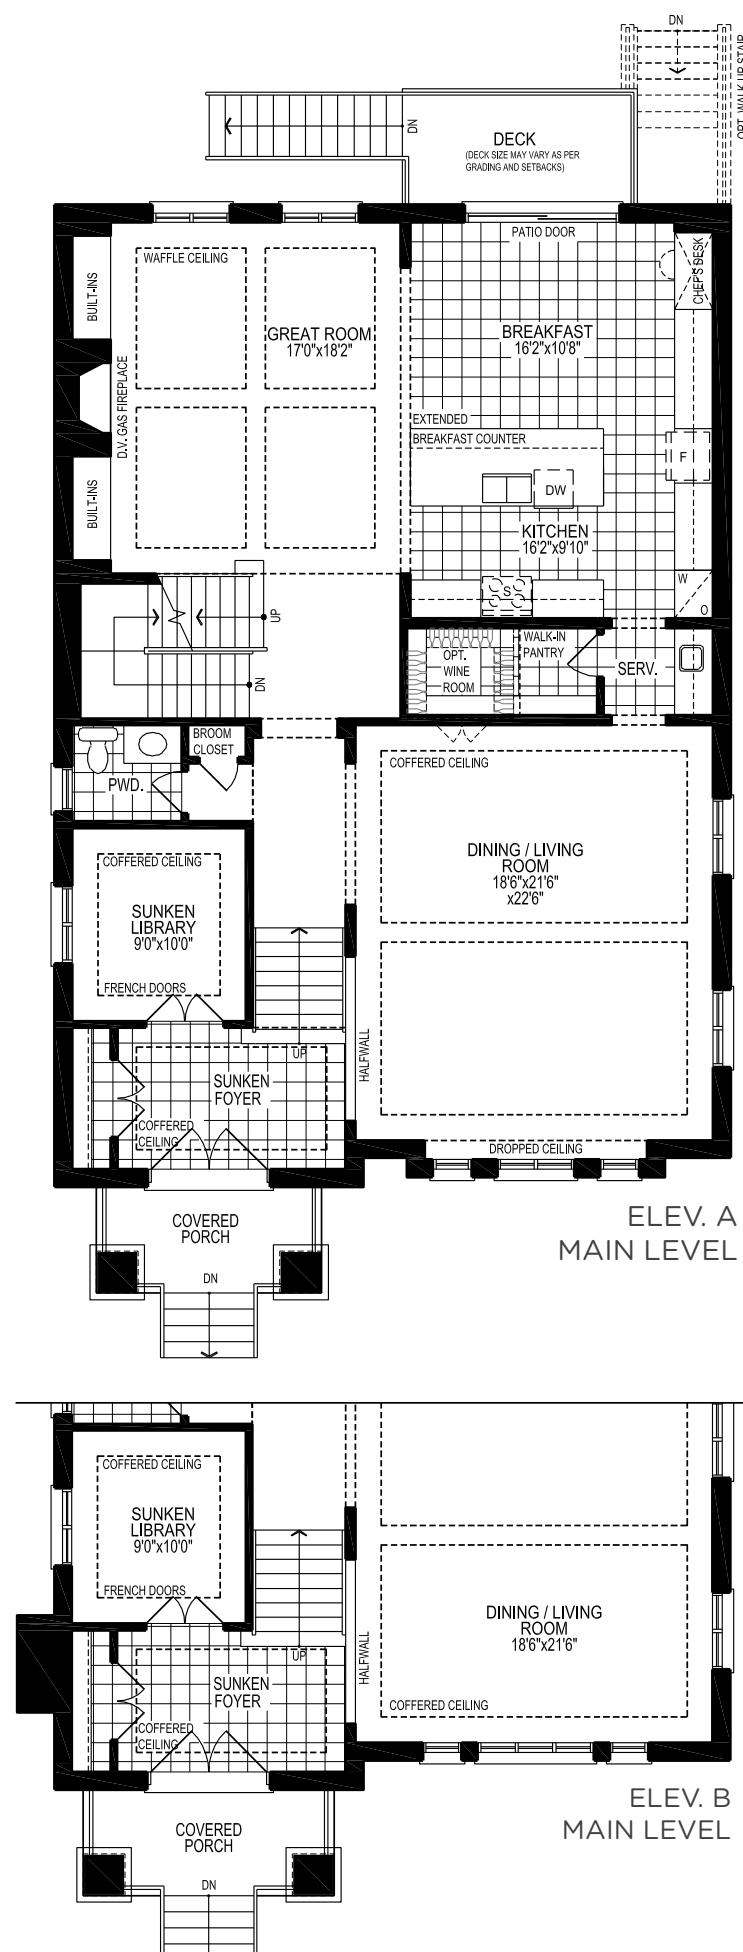 DN
OPT. WALK UP STAIR
DN
DECK
(DECK SIZE MAY VARY AS PER
GRADING AND SETBACKS)
PATIO DOOR
WAFFLE CEILING
CHEF'S DESK
BUILT-INS
GREAT ROOM
17'0"x18'2"
BREAKFAST
16'2"x10'8"
D.V. GAS FIREPLACE
EXTENDED
BREAKFAST COUNTER
F
BUILT-INS
DW
KITCHEN
16'2"x9'10"
S
W
O
UP
DN
OPT.
WINE
ROOM
WALK-IN
PANTRY
SERV.
BROOM
CLOSET
PWD.
COFFERED CEILING
DINING / LIVING
ROOM
18'6"x21'6"
x22'6"
COFFERED CEILING
SUNKEN
LIBRARY
9'0"x10'0"
FRENCH DOORS
UP
HALFWALL
SUNKEN
FOYER
COFFERED
CEILING
DROPPED CEILING
COVERED
PORCH
DN
ELEV. A
MAIN LEVEL
COFFERED CEILING
SUNKEN
LIBRARY
9'0"x10'0"
FRENCH DOORS
DINING / LIVING
ROOM
18'6"x21'6"
UP
HALFWALL
SUNKEN
FOYER
COFFERED CEILING
COFFERED
CEILING
COVERED
PORCH
DN
ELEV. B
MAIN LEVEL